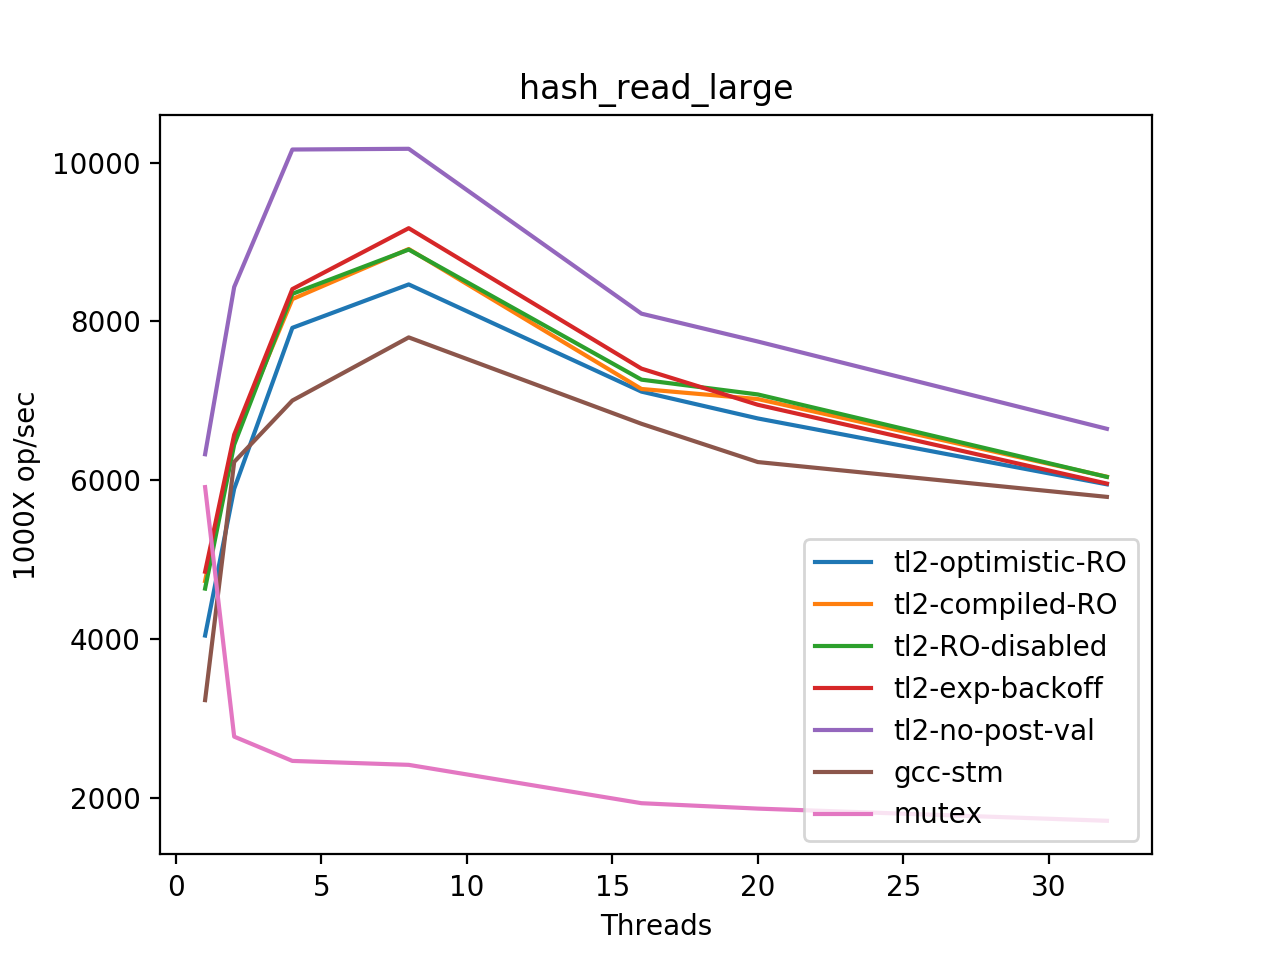 hash_read_large
1000X op/sec
10000
8000
6000
4000
2000
0 5 10 15 20 25 30
Threads
tl2-optimistic-RO
tl2-compiled-RO
tl2-RO-disabled
tl2-exp-backoff
tl2-no-post-val
gcc-stm
mutex